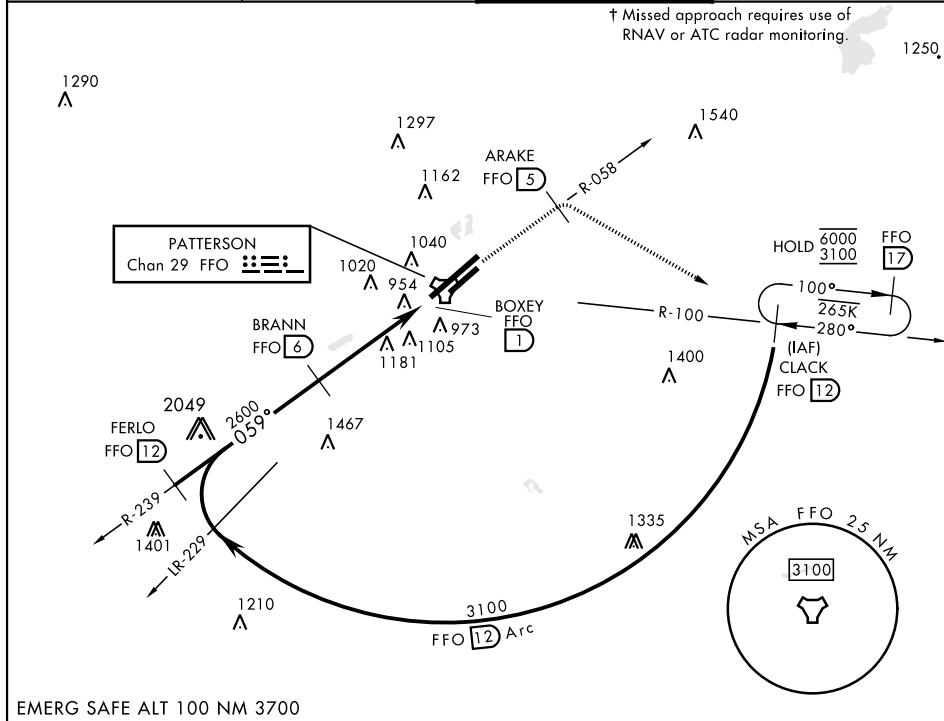 † Missed approach requires use of
RNAV or ATC radar monitoring.
1250
1290
1540
1297
ARAKE
FFO 5
R-058
1162
PATTERSON
Chan 29 FFO
1040
1020
954
HOLD 6000
3100
FFO
17
100°
265K
280°
R-100
BOXEY
FFO
1
973
BRANN
FFO 6
1105
1181
(IAF)
CLACK
FFO 12
1400
2049
2600
059°
1467
FERLO
FFO 12
R-239
1401
LR-229
1335
MSA FFO 25 NM
3100
1210
3100
FFO 12 Arc
EMERG SAFE ALT 100 NM 3700